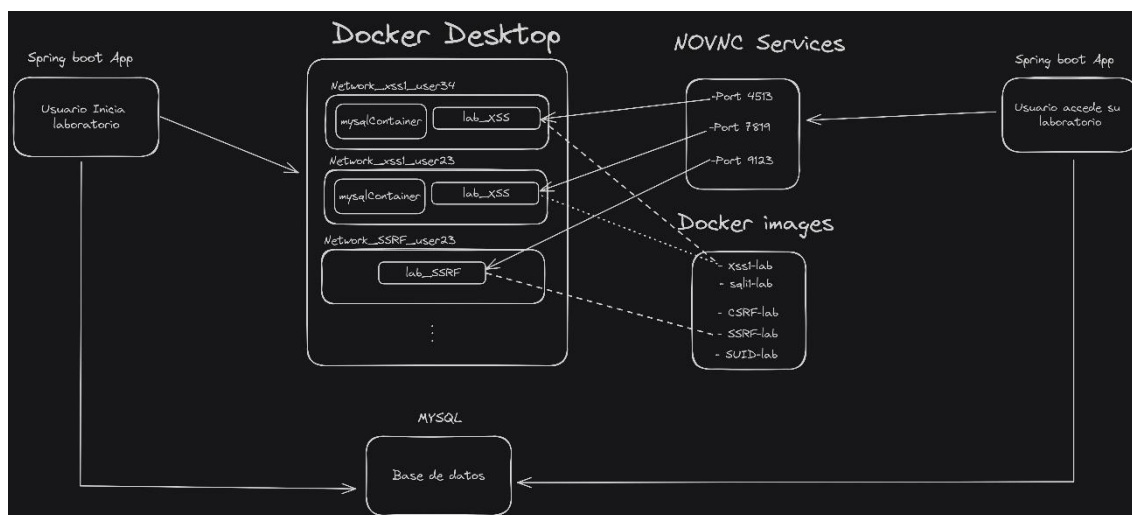 Spring boot App
Usuario Inicia
laboratorio
Docker Desktop
Network_xss1_user34
mysqlContainer
lab_XSS
Network_xss1_user23
mysqlContainer
lab_XSS
Network_SSRF_user23
lab_SSRF
NOVNC Services
-Port 4513
-Port 7819
-Port 9123
Spring boot App
Usuario accede su
laboratorio
Docker images
- XSS1-lab
- sqli1-lab
- CSRF-lab
- SSRF-lab
- SUID-lab
MYSQL
Base de datos